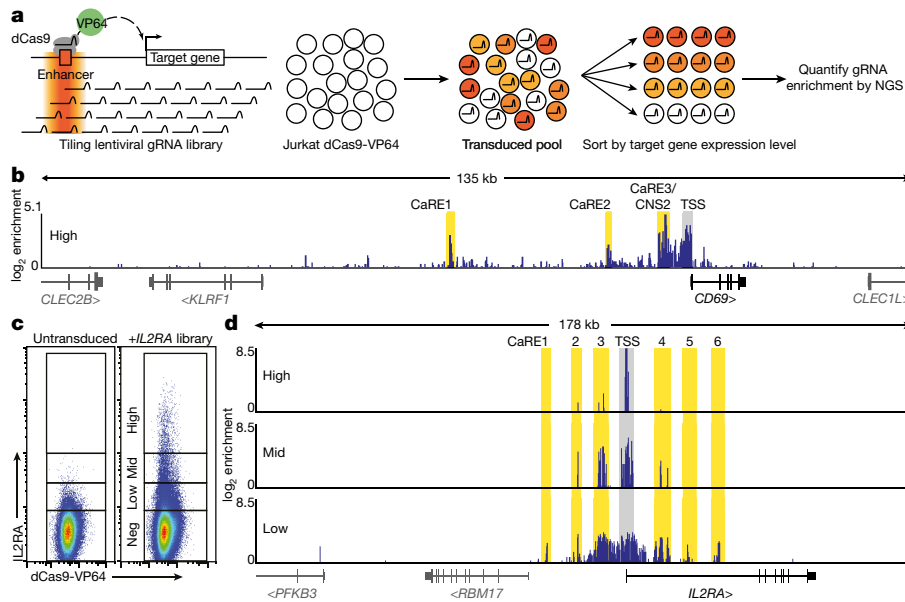 a
VP64
dCas9
Target gene
Enhancer
Tiling lentiviral gRNA library
Jurkat dCas9-VP64
Transduced pool
Sort by target gene expression level
Quantify gRNA
enrichment by NGS
b
135 kb
CaRE1
CaRE2
CaRE3/
CNS2
TSS
5.1
High
0
log2 enrichment
CLEC2B>
<KLRF1
CD69>
CLEC1L>
c
Untransduced
+IL2RA library
High
Mid
Low
Neg
IL2RA
dCas9-VP64
d
178 kb
CaRE1 2 3 TSS 4 5 6
8.5
High
0
8.5
Mid
0
8.5
Low
0
log2 enrichment
<PFKB3
<RBM17
IL2RA>